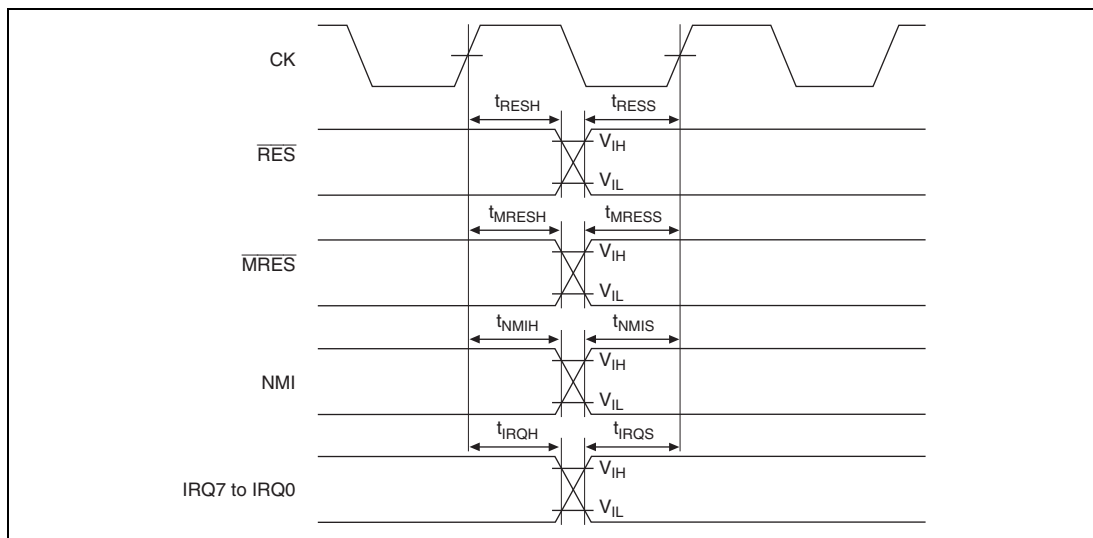 CK
tRESH tRESS
RES
VIH
VIL
tMRESH tMRESS
MRES
VIH
VIL
tNMIH tNMIS
NMI
VIH
VIL
tIRQH tIRQS
IRQ7 to IRQ0
VIH
VIL